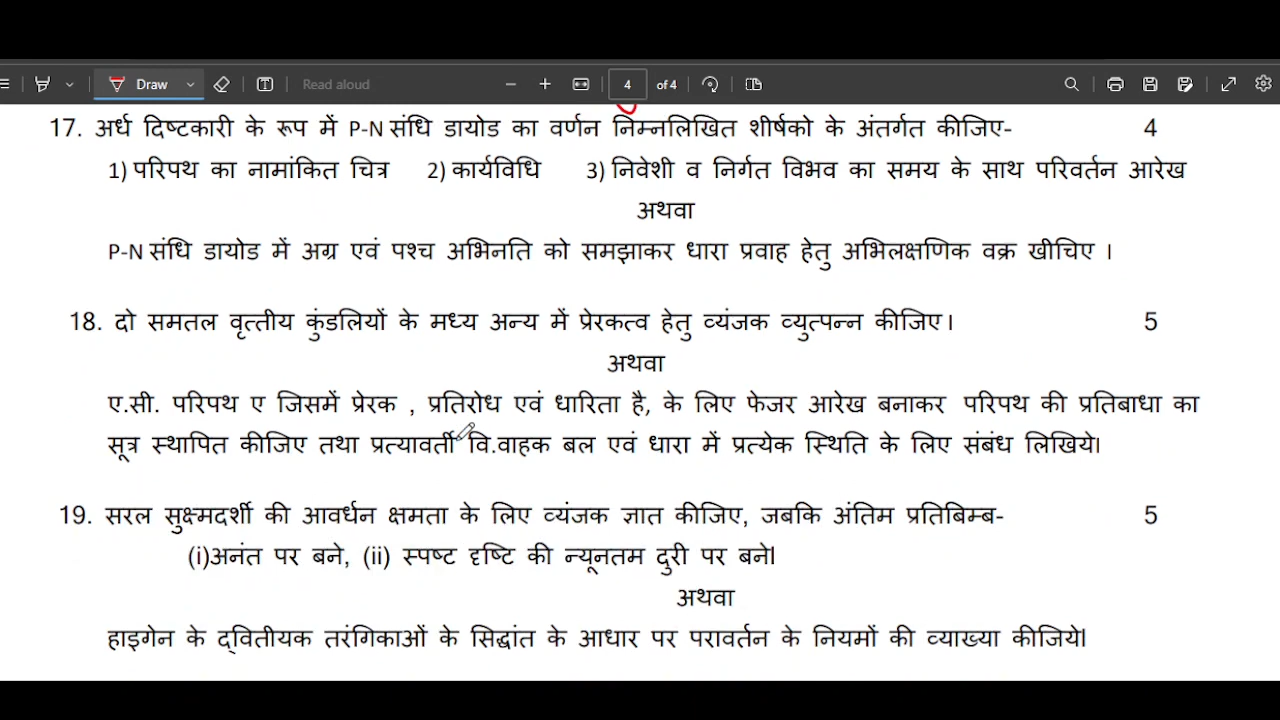 Draw
Read aloud
4
of 4
17. अर्ध दिष्टकारी के रूप में P-N संधि डायोड का वर्णन निम्नलिखित शीर्षको के अंतर्गत कीजिए- 4
1) परिपथ का नामांकित चित्र 2) कार्यविधि 3) निवेशी व निर्गत विभव का समय के साथ परिवर्तन आरेख
अथवा
P-N संधि डायोड में अग्र एवं पश्च अभिनति को समझाकर धारा प्रवाह हेतु अभिलक्षणिक वक्र खीचिए ।
18. दो समतल वृत्तीय कुंडलियों के मध्य अन्य में प्रेरकत्व हेतु व्यंजक व्युत्पन्न कीजिए। 5
अथवा
ए.सी. परिपथ ए जिसमें प्रेरक , प्रतिरोध एवं धारिता है, के लिए फेजर आरेख बनाकर परिपथ की प्रतिबाधा का
सूत्र स्थापित कीजिए तथा प्रत्यावर्ती वि.वाहक बल एवं धारा में प्रत्येक स्थिति के लिए संबंध लिखिये।
19. सरल सुक्ष्मदर्शी की आवर्धन क्षमता के लिए व्यंजक ज्ञात कीजिए, जबकि अंतिम प्रतिबिम्ब- 5
(i)अनंत पर बने, (ii) स्पष्ट दृष्टि की न्यूनतम दुरी पर बने।
अथवा
हाइगेन के द्वितीयक तरंगिकाओं के सिद्धांत के आधार पर परावर्तन के नियमों की व्याख्या कीजिये।